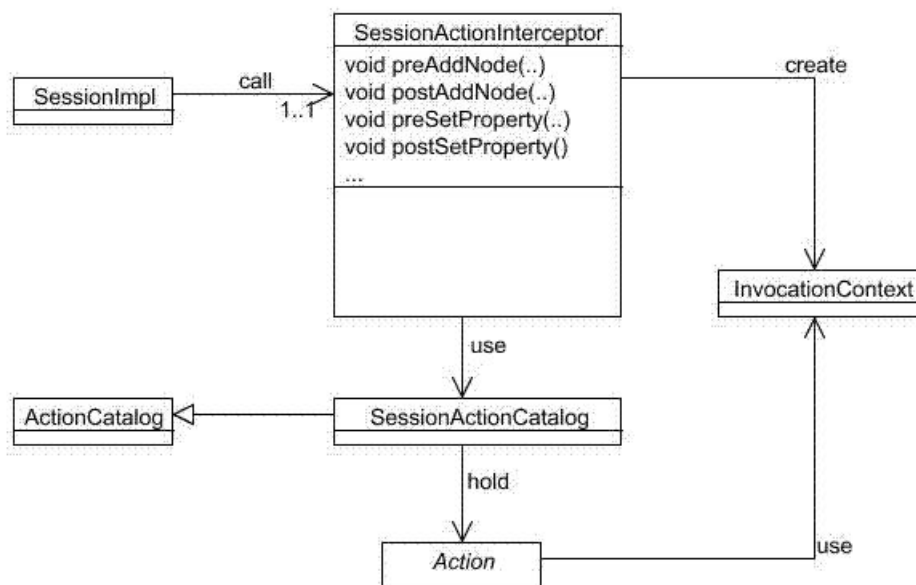 SessionActionInterceptor
void preAddNode(..)
void postAddNode(..)
void preSetProperty(..)
void postSetProperty()
...
SessionImpl
call
1..1
create
InvocationContext
use
ActionCatalog
SessionActionCatalog
hold
Action
use